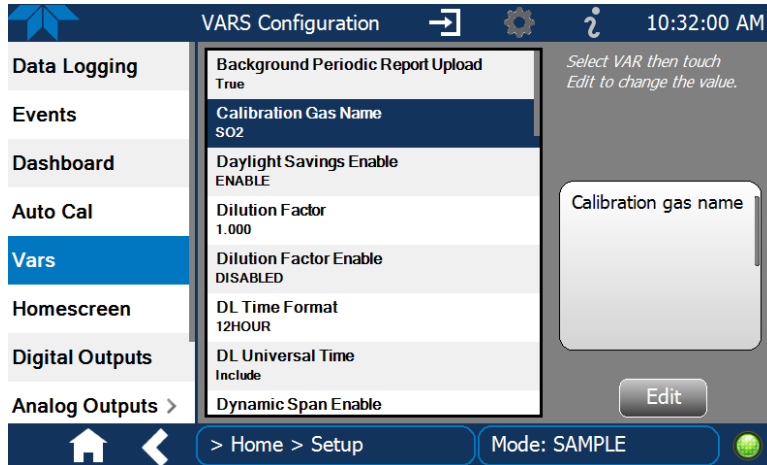 VARS Configuration
10:32:00 AM
Data Logging
Events
Dashboard
Auto Cal
Vars
Homescreen
Digital Outputs
Analog Outputs >
Background Periodic Report Upload
True
Calibration Gas Name
SO2
Daylight Savings Enable
ENABLE
Dilution Factor
1.000
Dilution Factor Enable
DISABLED
DL Time Format
12HOUR
DL Universal Time
Include
Dynamic Span Enable
Select VAR then touch
Edit to change the value.
Calibration gas name
Edit
> Home > Setup
Mode: SAMPLE